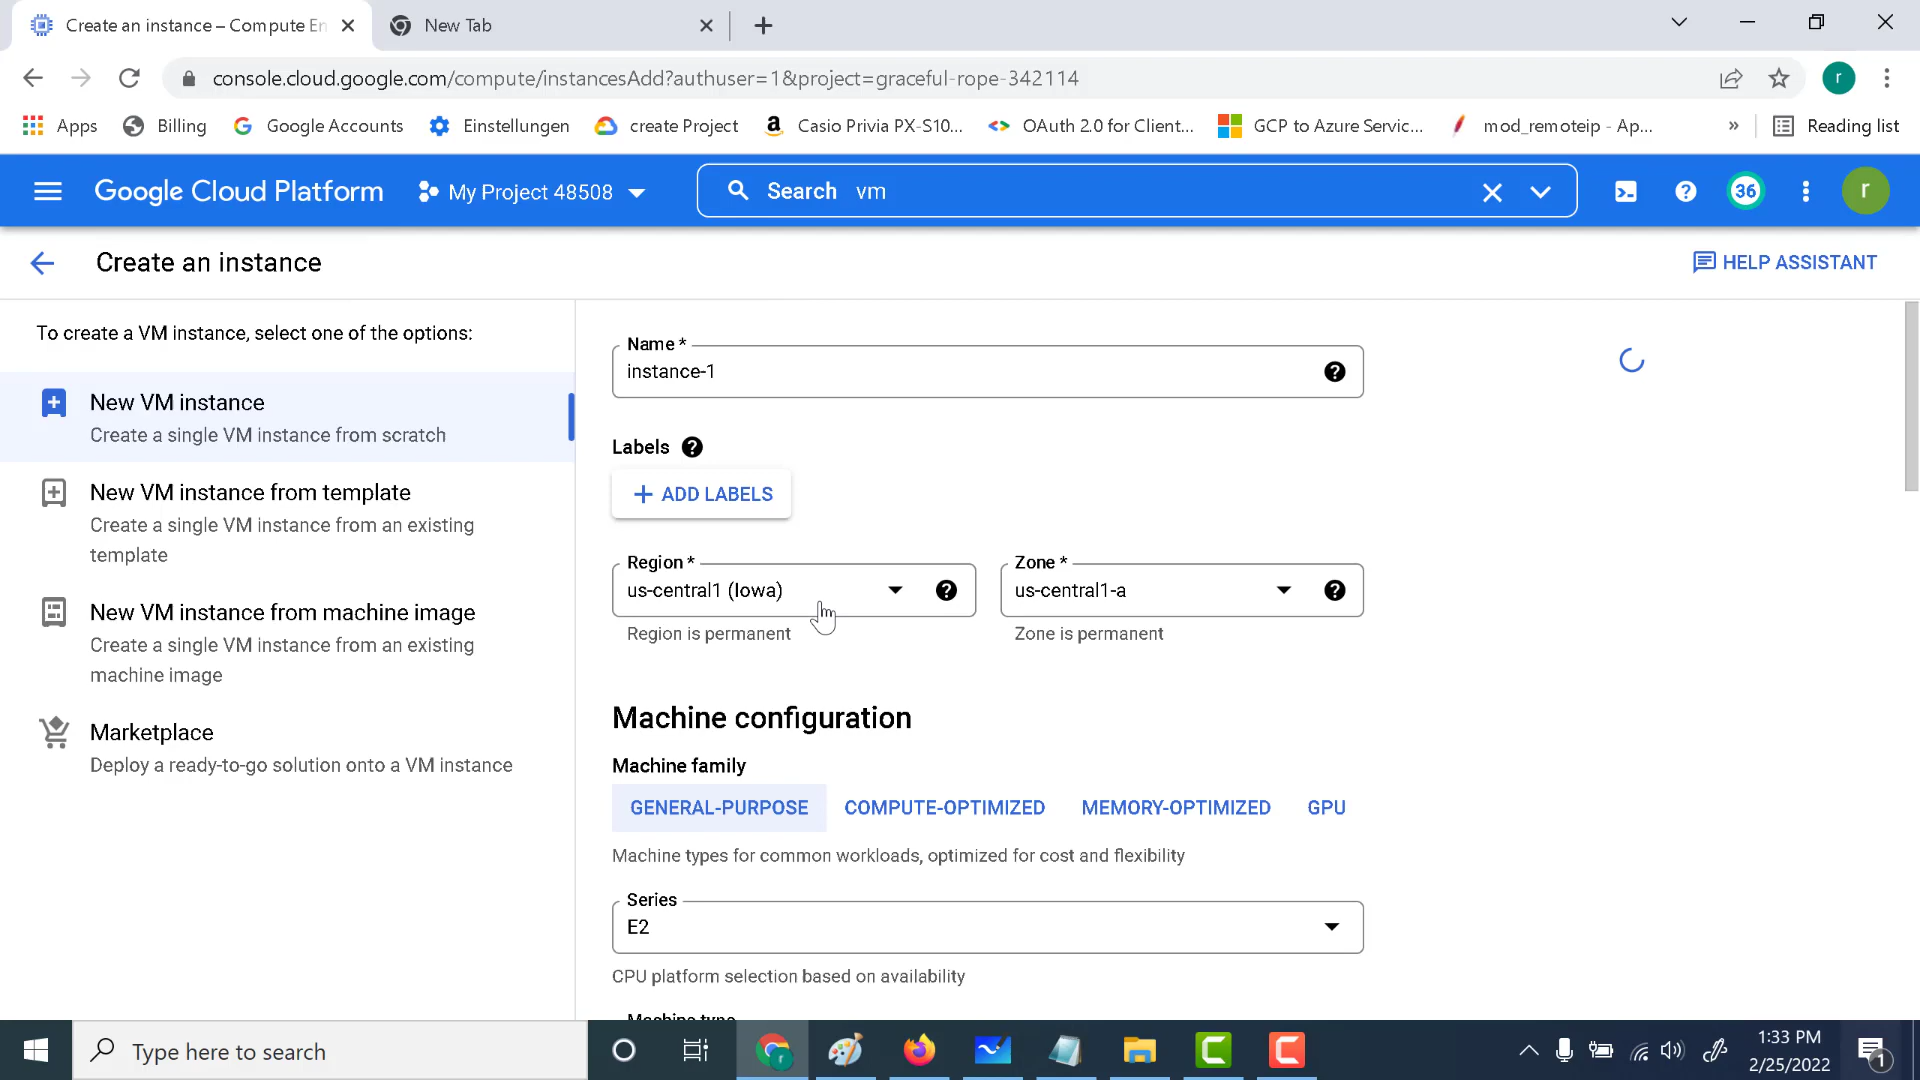 Create an instance – Compute En
New Tab
console.cloud.google.com/compute/instancesAdd?authuser=1&project=graceful-rope-342114
r
Apps
Billing
Google Accounts
Einstellungen
create Project
Casio Privia PX-S10...
OAuth 2.0 for Client...
GCP to Azure Servic...
mod_remoteip - Ap...
»
Reading list
Google Cloud Platform
My Project 48508
Search vm
36
r
Create an instance
HELP ASSISTANT
To create a VM instance, select one of the options:
New VM instance
Create a single VM instance from scratch
New VM instance from template
Create a single VM instance from an existing
template
New VM instance from machine image
Create a single VM instance from an existing
machine image
Marketplace
Deploy a ready-to-go solution onto a VM instance
Name *
instance-1
Labels
ADD LABELS
Region *
us-central1 (Iowa)
Region is permanent
Zone *
us-central1-a
Zone is permanent
Machine configuration
Machine family
GENERAL-PURPOSE
COMPUTE-OPTIMIZED
MEMORY-OPTIMIZED
GPU
Machine types for common workloads, optimized for cost and flexibility
Series
E2
CPU platform selection based on availability
Machine type
Type here to search
1:33 PM
2/25/2022
1